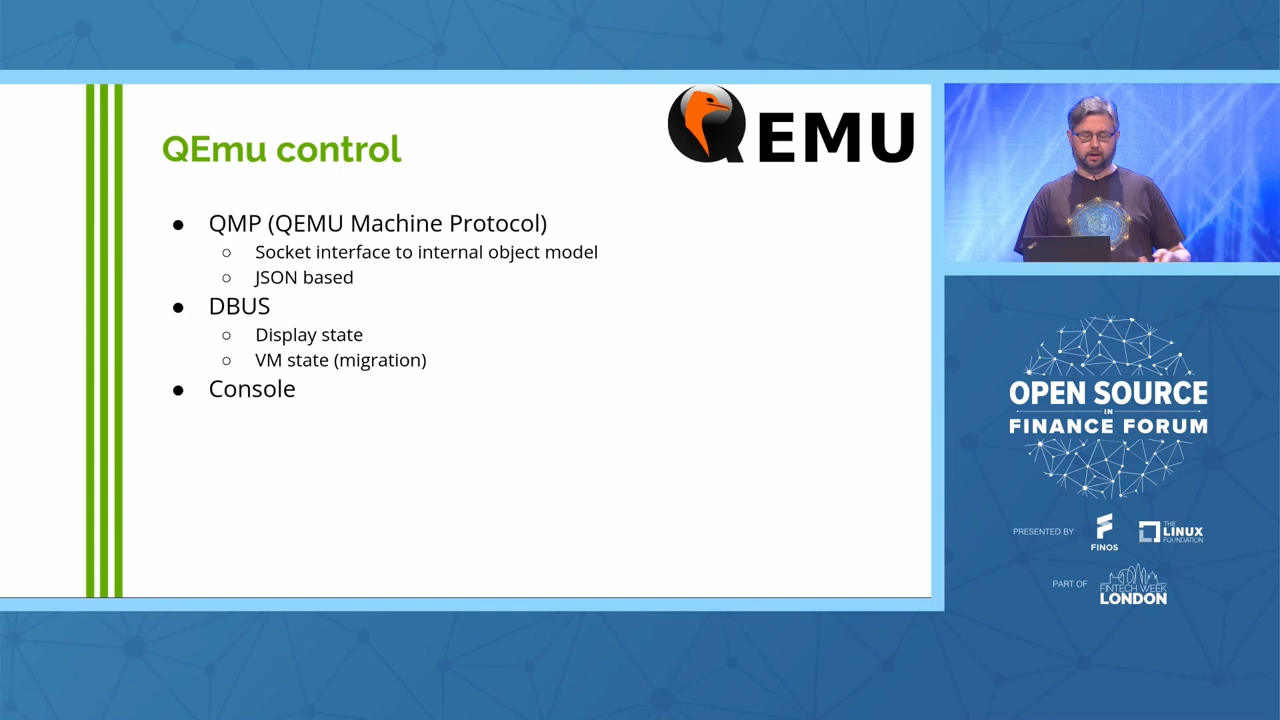 QEMU
QEmu control
● QMP (QEMU Machine Protocol)
○ Socket interface to internal object model
○ JSON based
● DBUS
○ Display state
○ VM state (migration)
● Console
OPEN SOURCE
IN
FINANCE FORUM
PRESENTED BY
FINOS
THE
LINUX
FOUNDATION
PART OF
FINTECH WEEK
LONDON